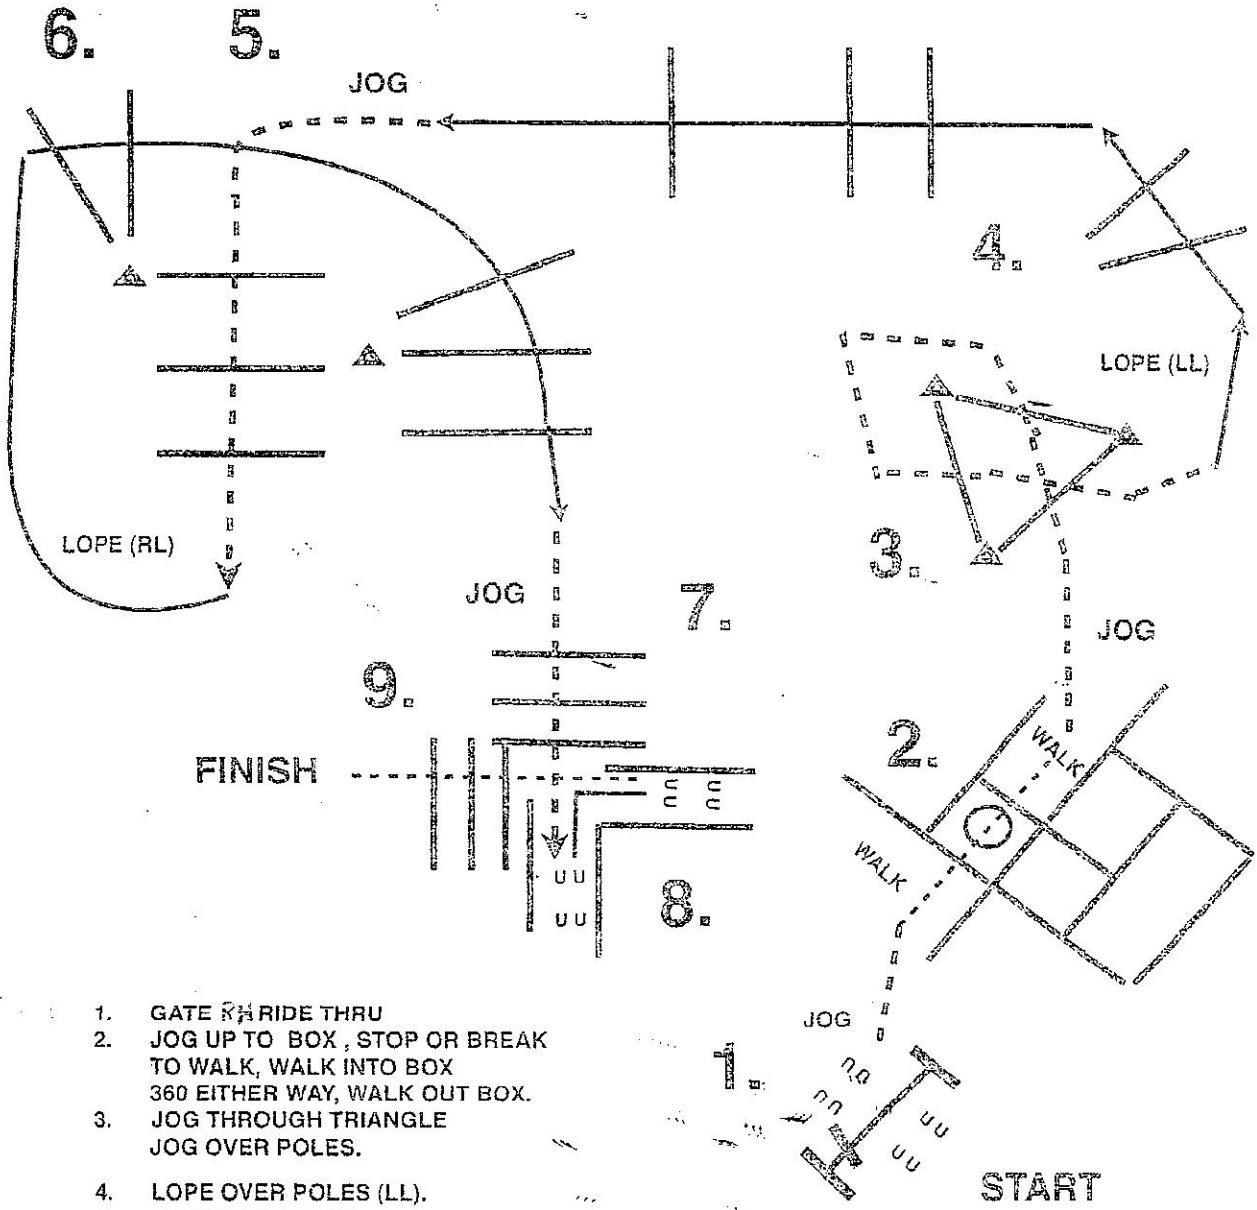 6.
5.
JOG
4.
LOPE (LL)
3.
LOPE (RL)
JOG
7.
JOG
9.
2.
WALK
FINISH
WALK
8.
JOG
1.
START
1. GATE RH RIDE THRU
2. JOG UP TO BOX, STOP OR BREAK
TO WALK, WALK INTO BOX
360 EITHER WAY, WALK OUT BOX.
3. JOG THROUGH TRIANGLE
JOG OVER POLES.
4. LOPE OVER POLES (LL).